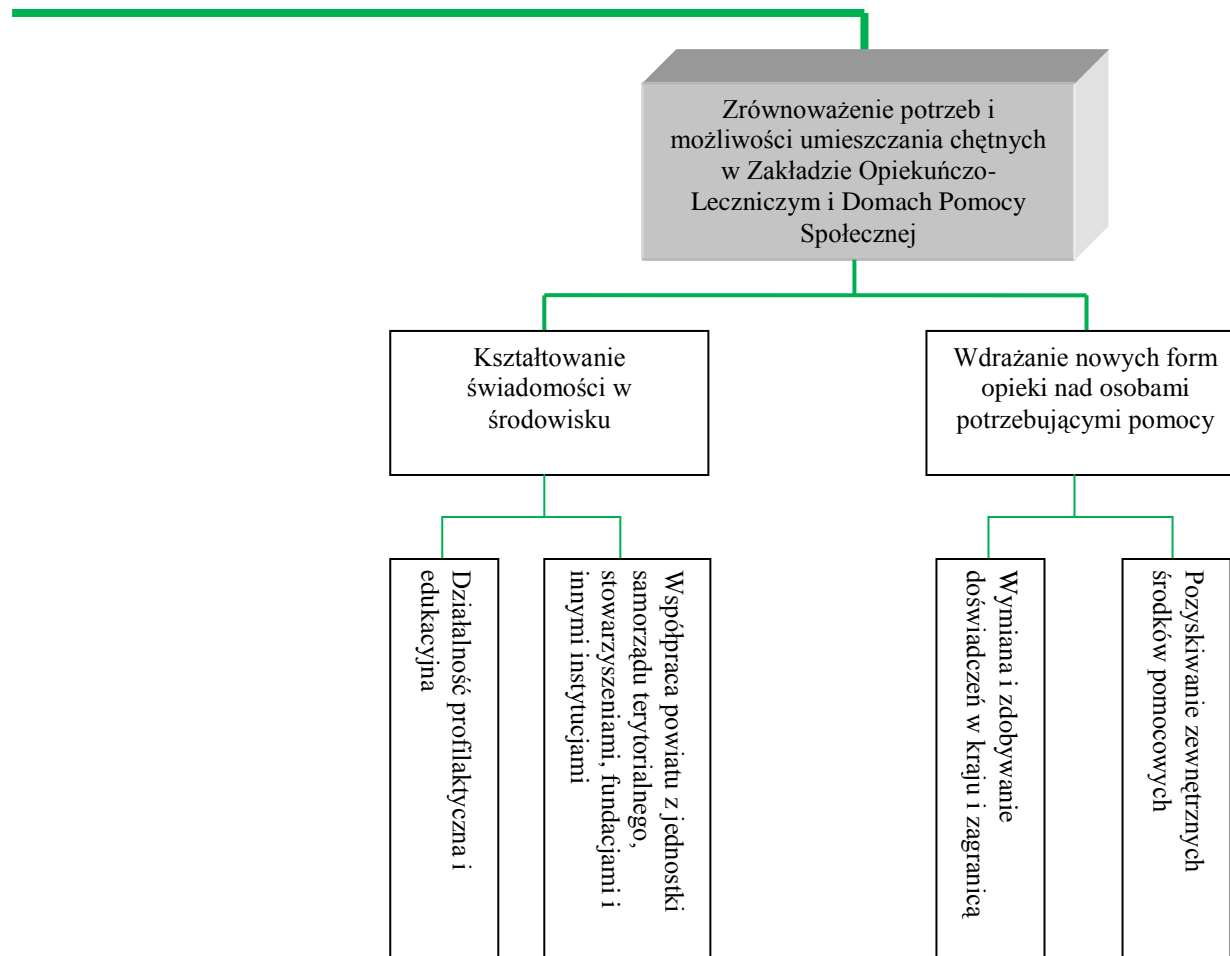 Zrównoważenie potrzeb i
możliwości umieszczania chętnych
w Zakładzie Opiekuńczo-
Leczniczym i Domach Pomocy
Społecznej
Kształtowanie
świadomości w
środowisku
Wdrażanie nowych form
opieki nad osobami
potrzebującymi pomocy
Działalność profilaktyczna i
edukacyjna
Współpraca powiatu z jednostki
samorządu terytorialnego,
stowarzyszeniami, fundacjami i
innymi instytucjami
Wymiana i zdobywanie
doświadczeń w kraju i zagranicą
Pozyskiwanie zewnętrznych
środków pomocowych